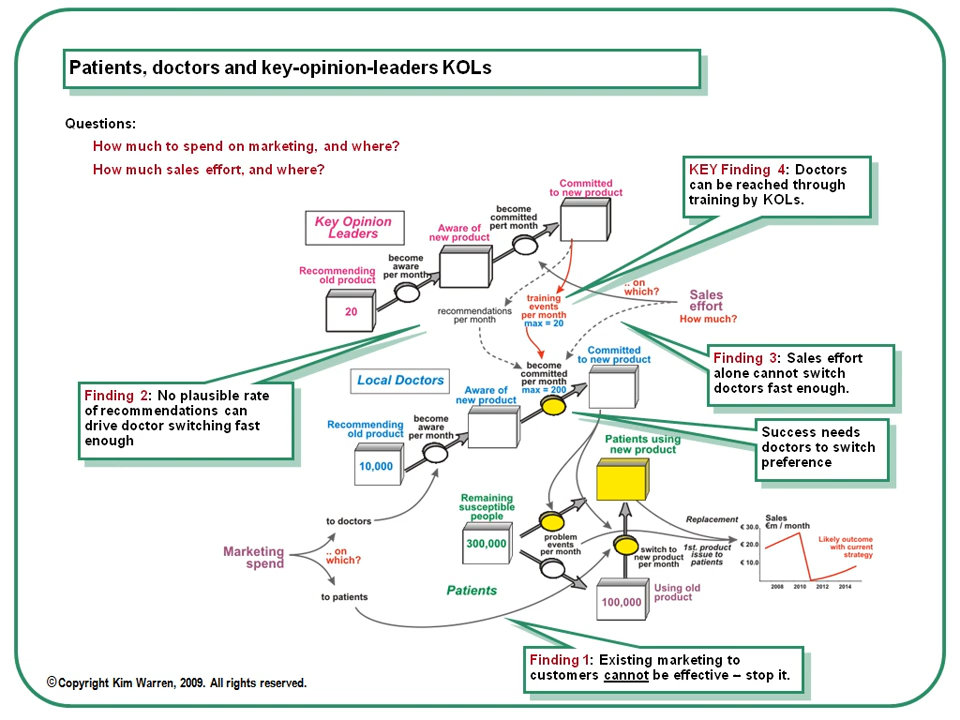 Patients, doctors and key-opinion-leaders KOLs
Questions:
How much to spend on marketing, and where?
How much sales effort, and where?
KEY Finding 4: Doctors
can be reached through
training by KOLs.
Committed
to new product
become
committed
pert month
Key Opinion
Leaders
Aware of
new product
become
aware
per month
Recommending
old product
20
recommendations
per month
training
events
per month
max = 20
.. on
which?
Sales
effort
How much?
Finding 3: Sales effort
alone cannot switch
doctors fast enough.
Committed
to new product
become
committed
per month
max = 200
Local Doctors
Aware of
new product
Finding 2: No plausible rate
of recommendations can
drive doctor switching fast
enough
become
aware
per month
Recommending
old product
10,000
Success needs
doctors to switch
preference
Patients using
new product
Remaining
susceptible
people
300,000
problem
events
per month
switch to
new product
per month
Replacement
1st. product
issue to
patients
Sales
€m / month
€ 30.0
€ 20.0
€ 10.0
Likely outcome
with current
strategy
2008 2010 2012 2014
to doctors
Marketing
spend
.. on
which?
to patients
Patients
100,000
Using old
product
Finding 1: Existing marketing to
customers cannot be effective – stop it.
©Copyright Kim Warren, 2009. All rights reserved.